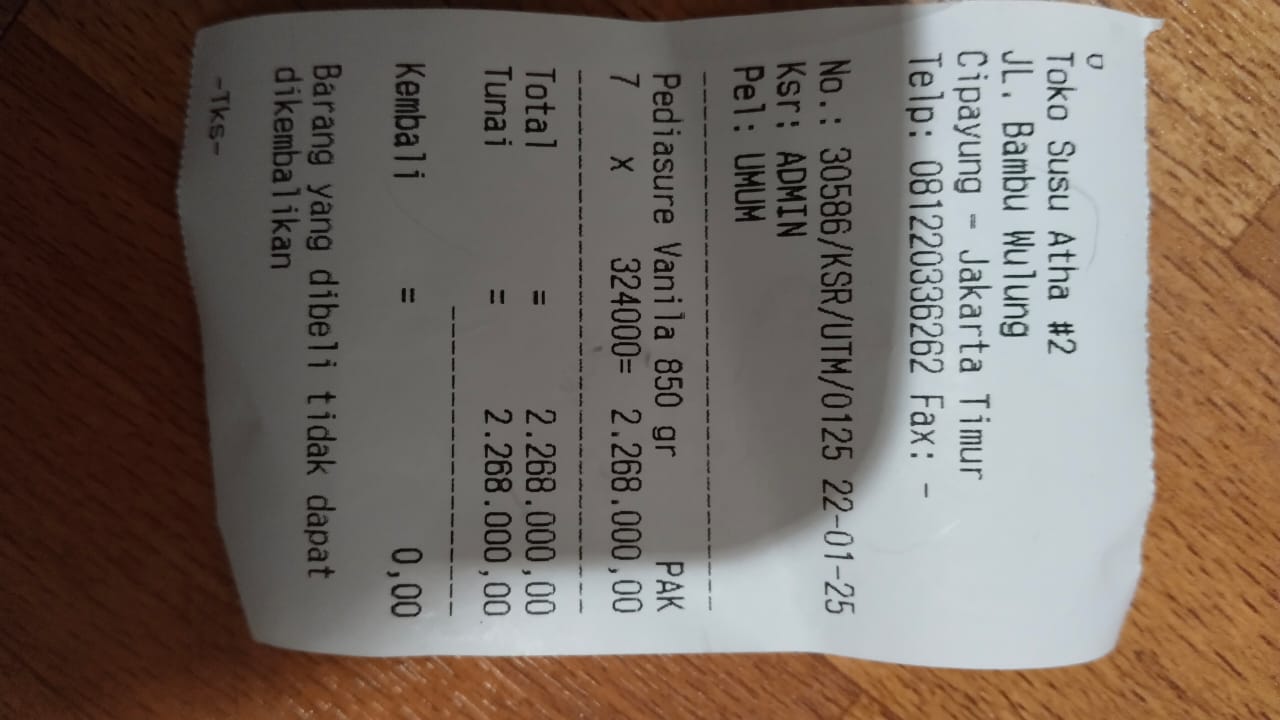 Toko Susu Atha #2
JL. Bambu Wulung
Cipayung - Jakarta Timur
Telp: 081220336262 Fax: -
No.: 30586/KSR/UTM/0125 22-01-25
Ksr: ADMIN
Pel: UMUM
Pediasure Vanila 850 gr PAK
7 X 324000= 2.268.000,00
Total = 2.268.000,00
Tunai = 2.268.000,00
Kembali = 0,00
Barang yang dibeli tidak dapat
dikembalikan
-Tks-